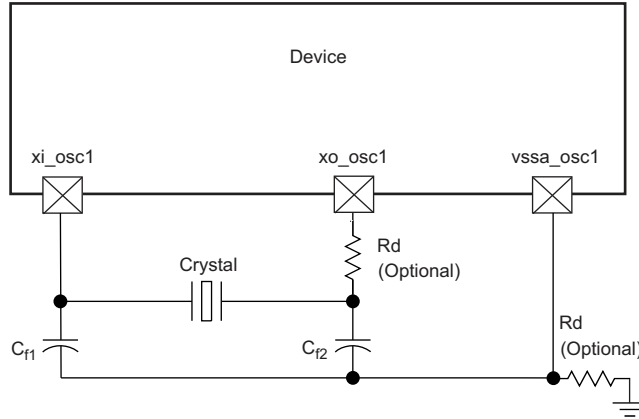 Device
xi_osc1
xo_osc1
vssa_osc1
Rd
(Optional)
Crystal
Rd
(Optional)
Cf1
Cf2